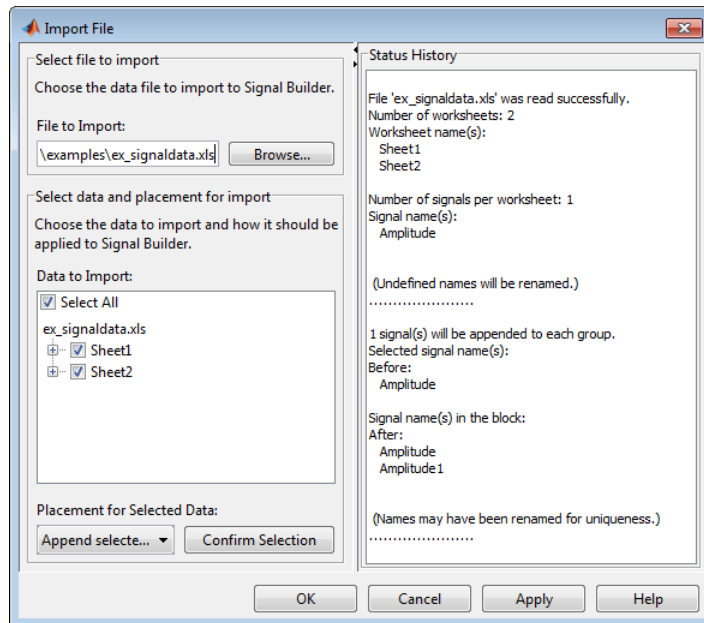 Import File
Select file to import
Choose the data file to import to Signal Builder.
File to Import:
\examples\ex_signaldata.xls
Browse...
Select data and placement for import
Choose the data to import and how it should be
applied to Signal Builder.
Data to Import:
Select All
ex_signaldata.xls
Sheet1
Sheet2
Placement for Selected Data:
Append selecte...
Confirm Selection
Status History
File 'ex_signaldata.xls' was read successfully.
Number of worksheets: 2
Worksheet name(s):
Sheet1
Sheet2
Number of signals per worksheet: 1
Signal name(s):
Amplitude
(Undefined names will be renamed.)
......................
1 signal(s) will be appended to each group.
Selected signal name(s):
Before:
Amplitude
Signal name(s) in the block:
After:
Amplitude
Amplitude1
(Names may have been renamed for uniqueness.)
......................
OK
Cancel
Apply
Help